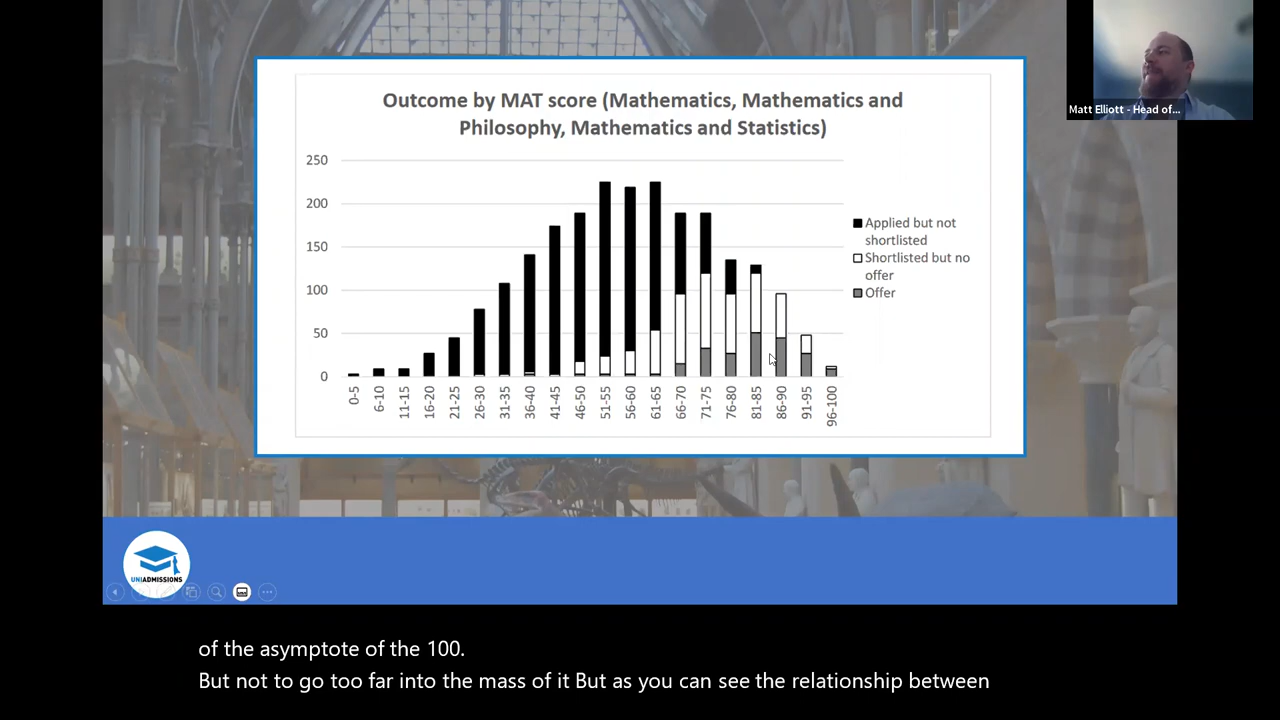 Outcome by MAT score (Mathematics, Mathematics and
Philosophy, Mathematics and Statistics)
250
200
150
100
50
0
0-5
6-10
11-15
16-20
21-25
26-30
31-35
36-40
41-45
46-50
51-55
56-60
61-65
66-70
71-75
76-80
81-85
86-90
91-95
96-100
Applied but not
shortlisted
Shortlisted but no
offer
Offer
Matt Elliott - Head of...
UNIADMISSIONS
of the asymptote of the 100.
But not to go too far into the mass of it But as you can see the relationship between